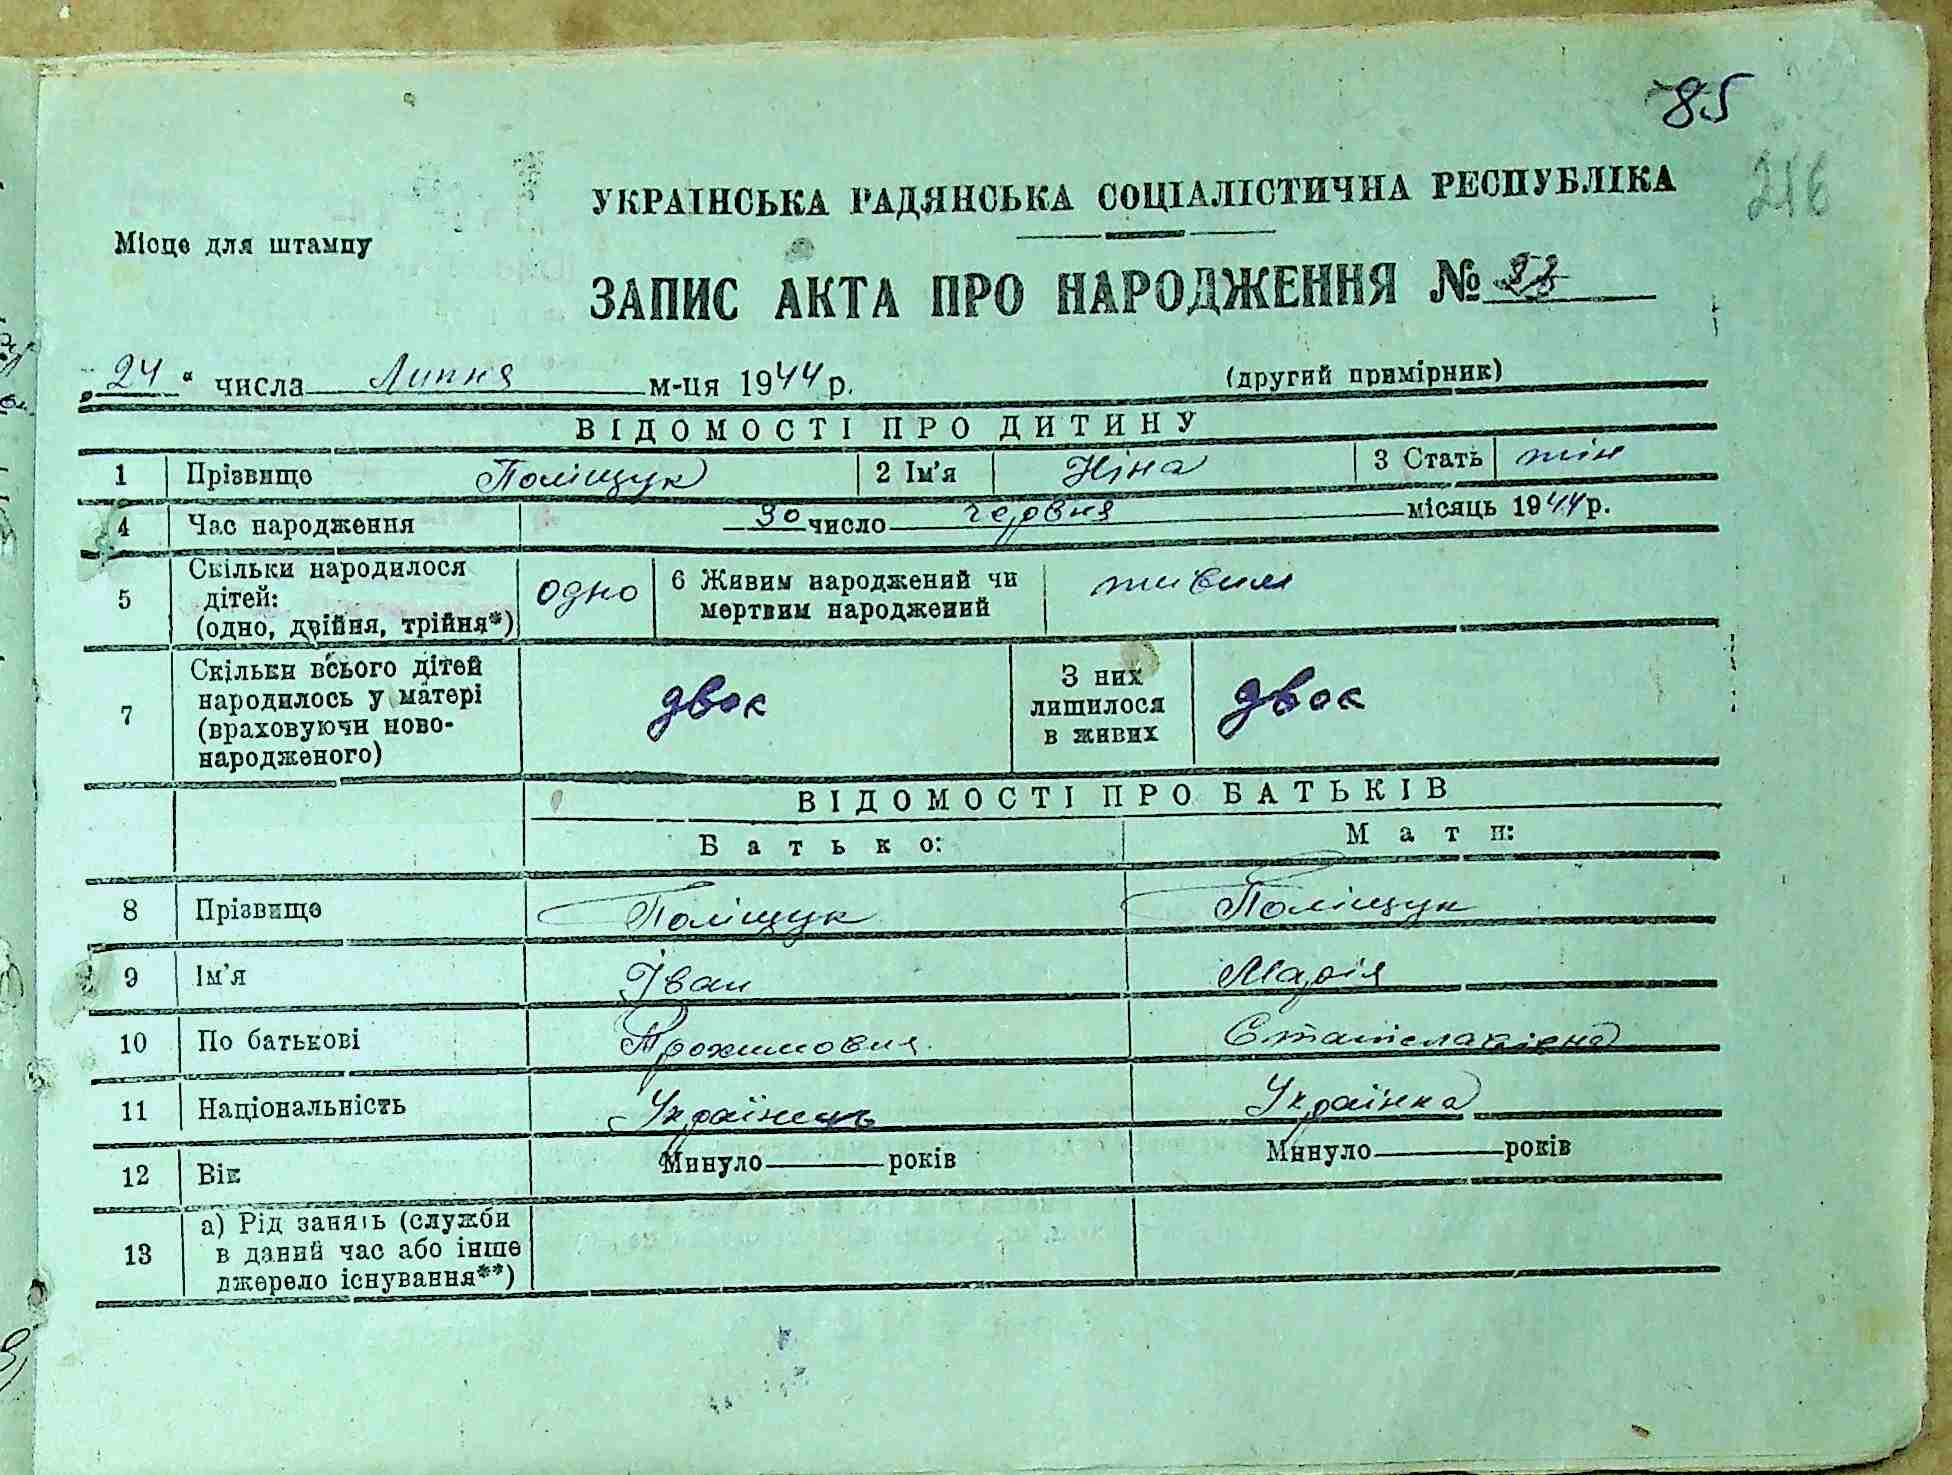 85
216
УКРАЇНСЬКА РАДЯНСЬКА СОЦІАЛІСТИЧНА РЕСПУБЛІКА
Місце для штампу
ЗАПИС АКТА ПРО НАРОДЖЕННЯ №
„24“ числа Липня м-ця 1944 р. (другий примірник)
ВІДОМОСТІ ПРО ДИТИНУ
1 Прізвище Поліщук 2 Ім'я Ніна 3 Стать жін
4 Час народження 30 число червня місяць 1944 р.
5 Скільки народилося дітей: (одно, двійня, трійня*) одно 6 Живим народжений чи мертвим народжений живим
7 Скільки всього дітей народилось у матері (враховуючи ново-народженого) двоє З них лишилося в живих двоє
ВІДОМОСТІ ПРО БАТЬКІВ
Батько: Мати:
8 Прізвище Поліщук Поліщук
9 Ім'я Іван Марія
10 По батькові Прохимович Станіславівна
11 Національність Українець Українка
12 Вік Минуло років Минуло років
13 а) Рід занять (служби в даний час або інше джерело існування**)